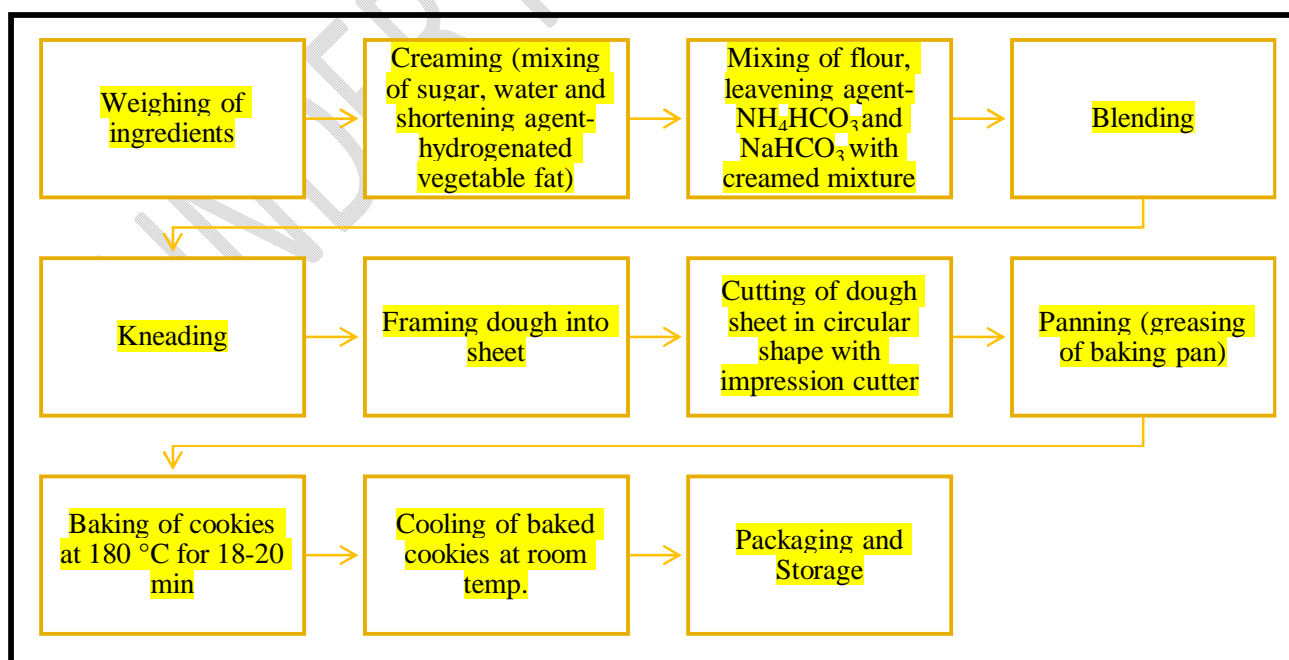 Weighing of
ingredients
Creaming (mixing
of sugar, water and
shortening agent-
hydrogenated
vegetable fat)
Mixing of flour,
leavening agent-
NH₄HCO₃ and
NaHCO₃ with
creamed mixture
Blending
Kneading
Framing dough into
sheet
Cutting of dough
sheet in circular
shape with
impression cutter
Panning (greasing
of baking pan)
Baking of cookies
at 180 °C for 18-20
min
Cooling of baked
cookies at room
temp.
Packaging and
Storage